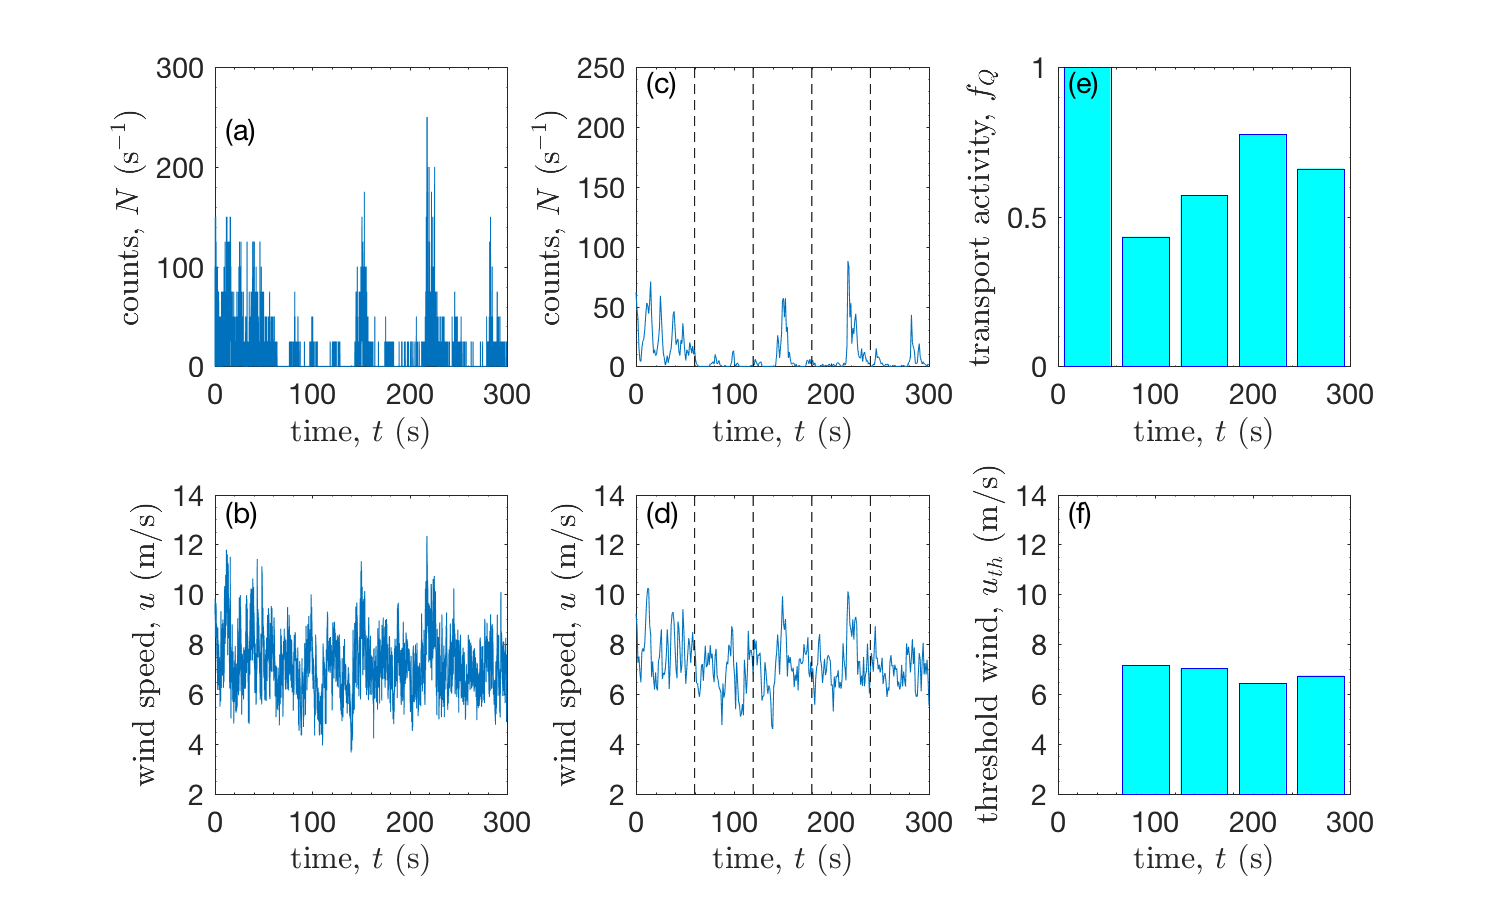 300
200
100
0
counts, N (s⁻¹)
(a)
0 100 200 300
time, t (s)
250
200
150
100
50
0
counts, N (s⁻¹)
(c)
0 100 200 300
time, t (s)
1
0.5
0
transport activity, f_Q
(e)
0 100 200 300
time, t (s)
14
12
10
8
6
4
2
wind speed, u (m/s)
(b)
0 100 200 300
time, t (s)
14
12
10
8
6
4
2
wind speed, u (m/s)
(d)
0 100 200 300
time, t (s)
14
12
10
8
6
4
2
threshold wind, u_th (m/s)
(f)
0 100 200 300
time, t (s)